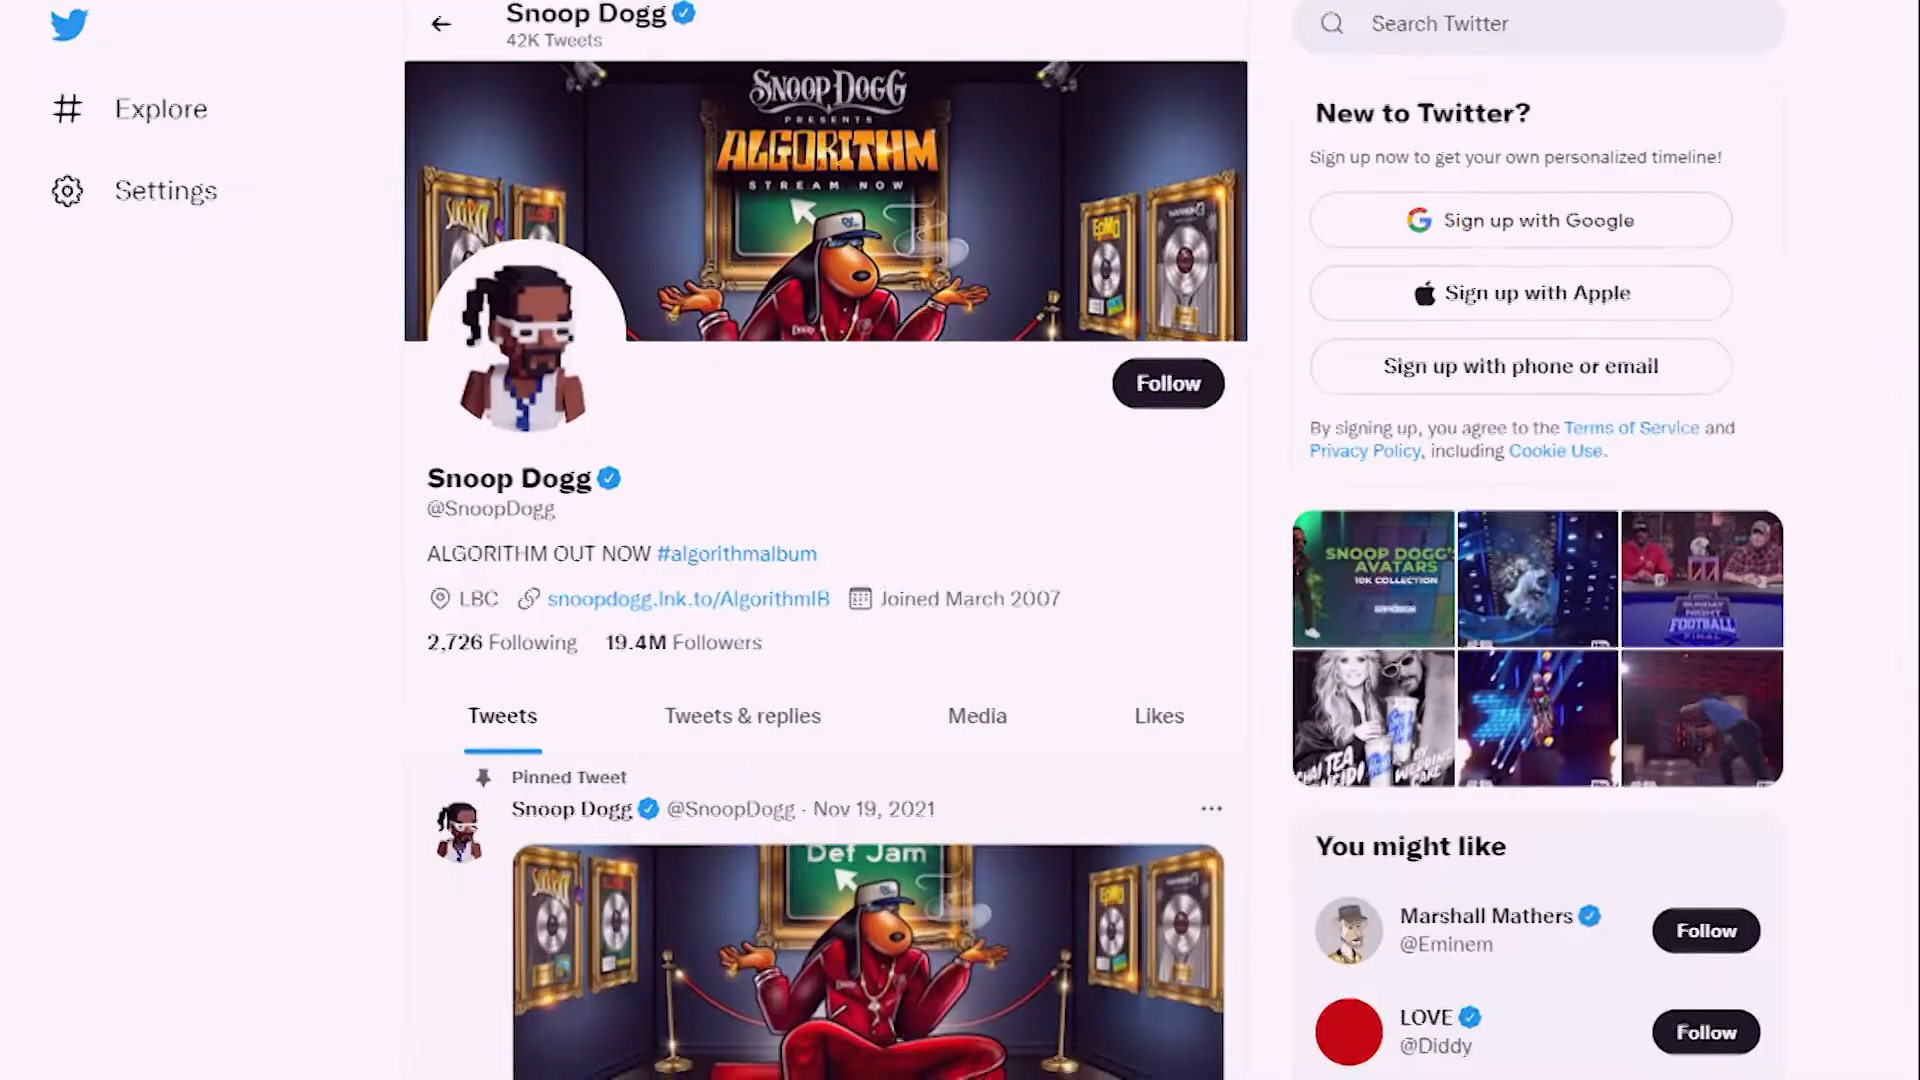 Snoop Dogg
42K Tweets
Explore
Settings
SNOOP DOGG
PRESENTS
ALGORITHM
STREAM NOW
EPMD
Follow
Snoop Dogg
@SnoopDogg
ALGORITHM OUT NOW #algorithmalbum
LBC snoopdogg.lnk.to/AlgorithmIB Joined March 2007
2,726 Following 19.4M Followers
Tweets Tweets & replies Media Likes
Pinned Tweet
Snoop Dogg @SnoopDogg · Nov 19, 2021
Def Jam
EPMD
Search Twitter
New to Twitter?
Sign up now to get your own personalized timeline!
Sign up with Google
Sign up with Apple
Sign up with phone or email
By signing up, you agree to the Terms of Service and
Privacy Policy, including Cookie Use.
SNOOP DOGG'S
AVATARS
10K COLLECTION
SUNDAY
NIGHT
FOOTBALL
FINAL
You might like
Marshall Mathers
@Eminem
Follow
LOVE
@Diddy
Follow